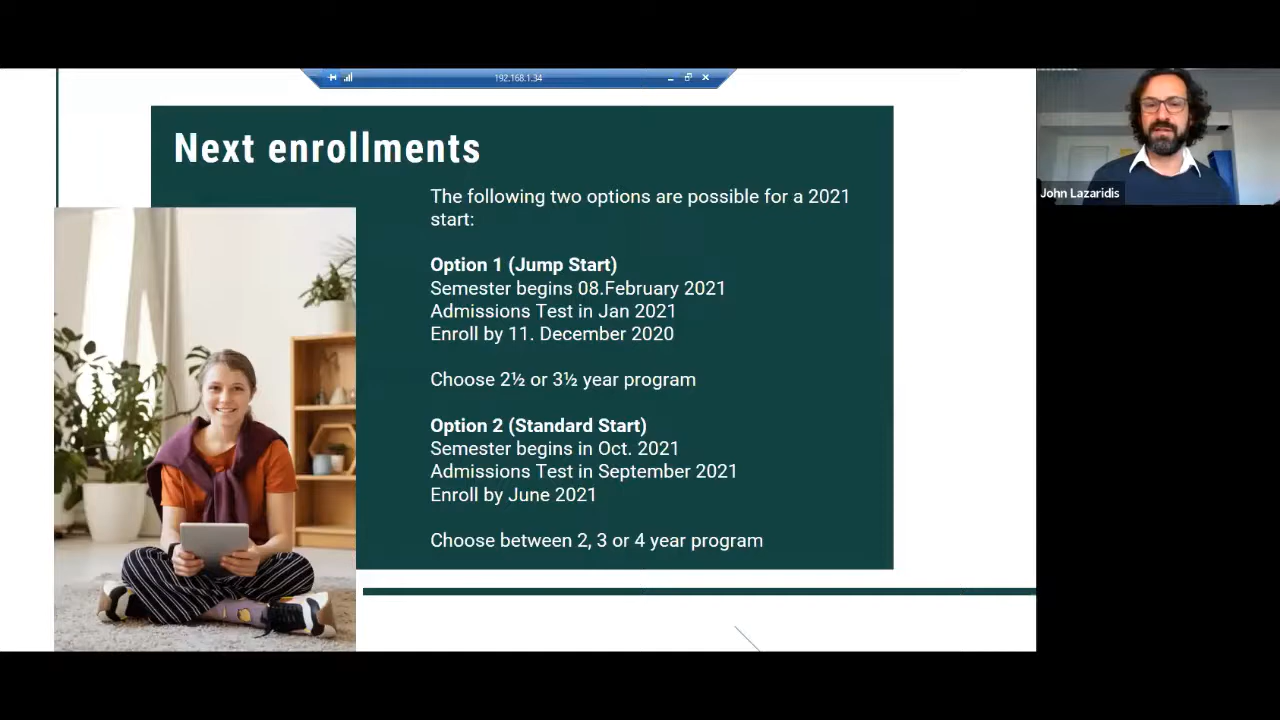 192.168.1.34
Next enrollments
The following two options are possible for a 2021
start:
Option 1 (Jump Start)
Semester begins 08.February 2021
Admissions Test in Jan 2021
Enroll by 11. December 2020
Choose 2½ or 3½ year program
Option 2 (Standard Start)
Semester begins in Oct. 2021
Admissions Test in September 2021
Enroll by June 2021
Choose between 2, 3 or 4 year program
John Lazaridis